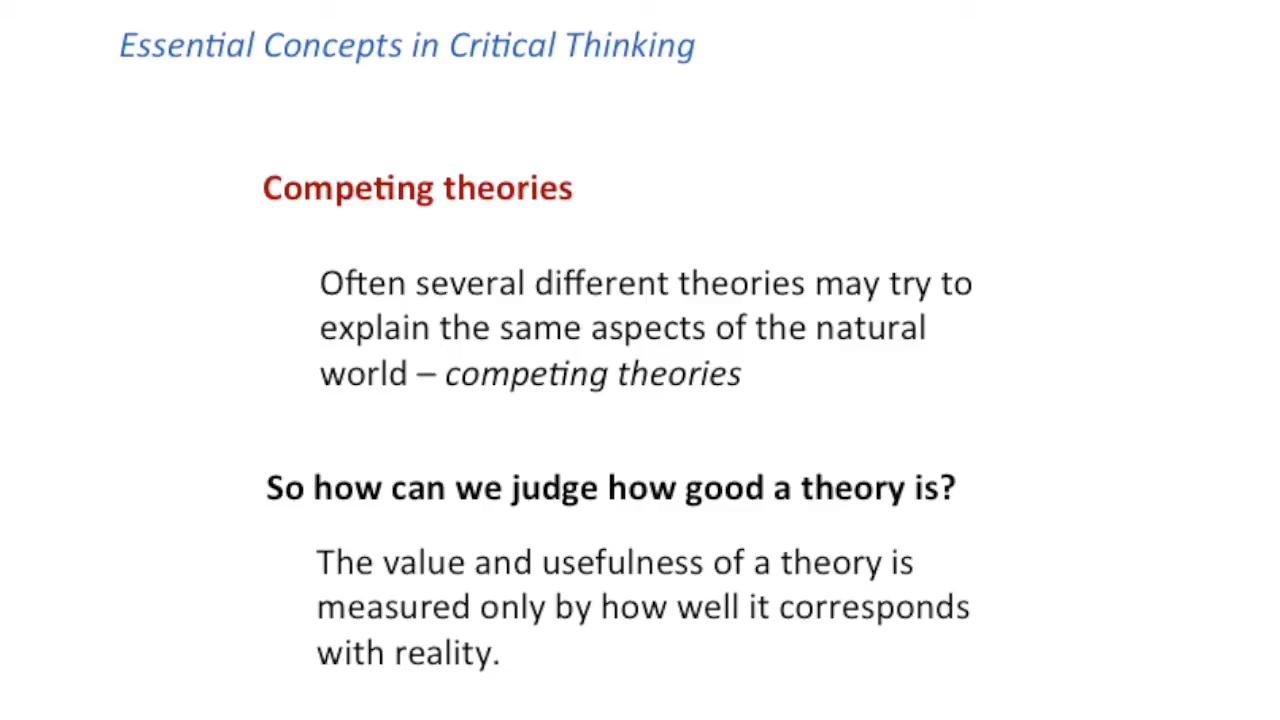 Essential Concepts in Critical Thinking
Competing theories
Often several different theories may try to
explain the same aspects of the natural
world – competing theories
So how can we judge how good a theory is?
The value and usefulness of a theory is
measured only by how well it corresponds
with reality.